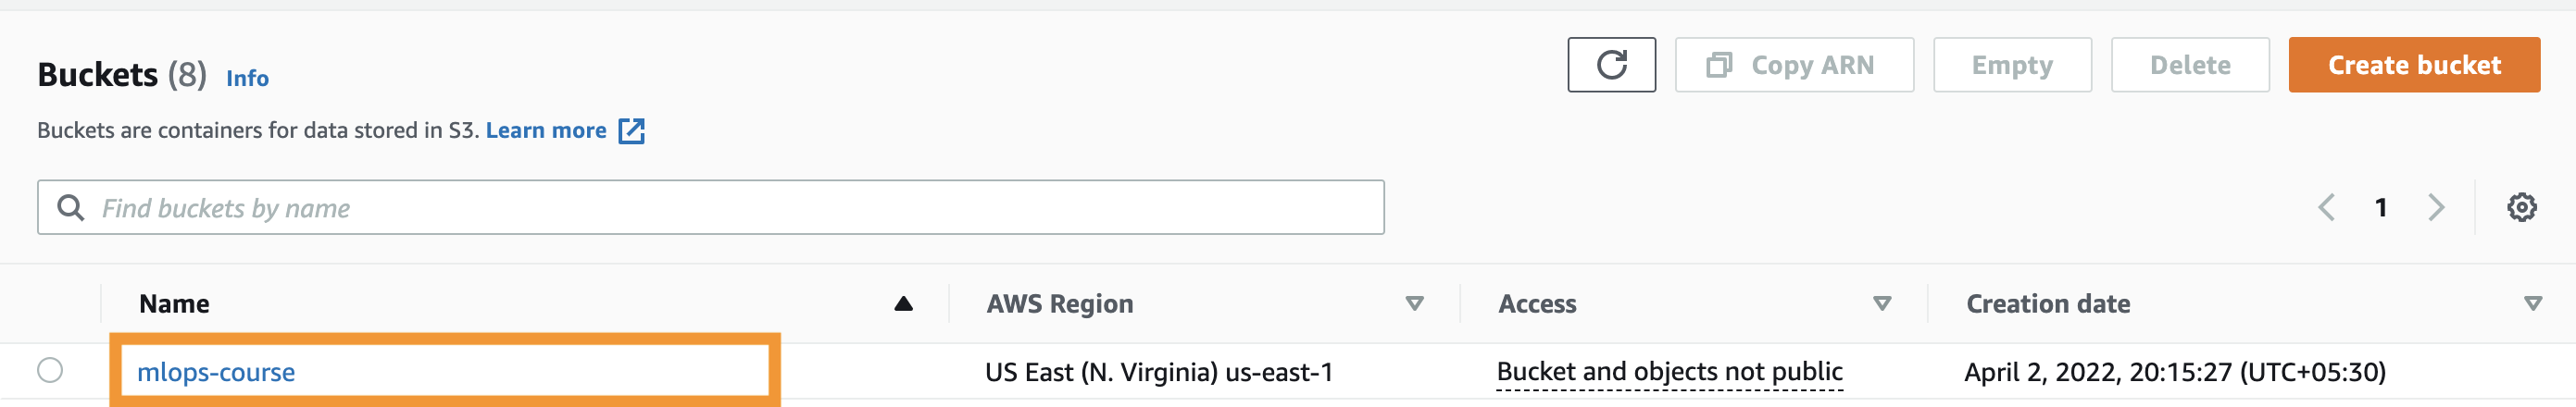 Buckets (8) Info
Copy ARN
Empty
Delete
Create bucket
Buckets are containers for data stored in S3. Learn more
Find buckets by name
1
Name
AWS Region
Access
Creation date
mlops-course
US East (N. Virginia) us-east-1
Bucket and objects not public
April 2, 2022, 20:15:27 (UTC+05:30)